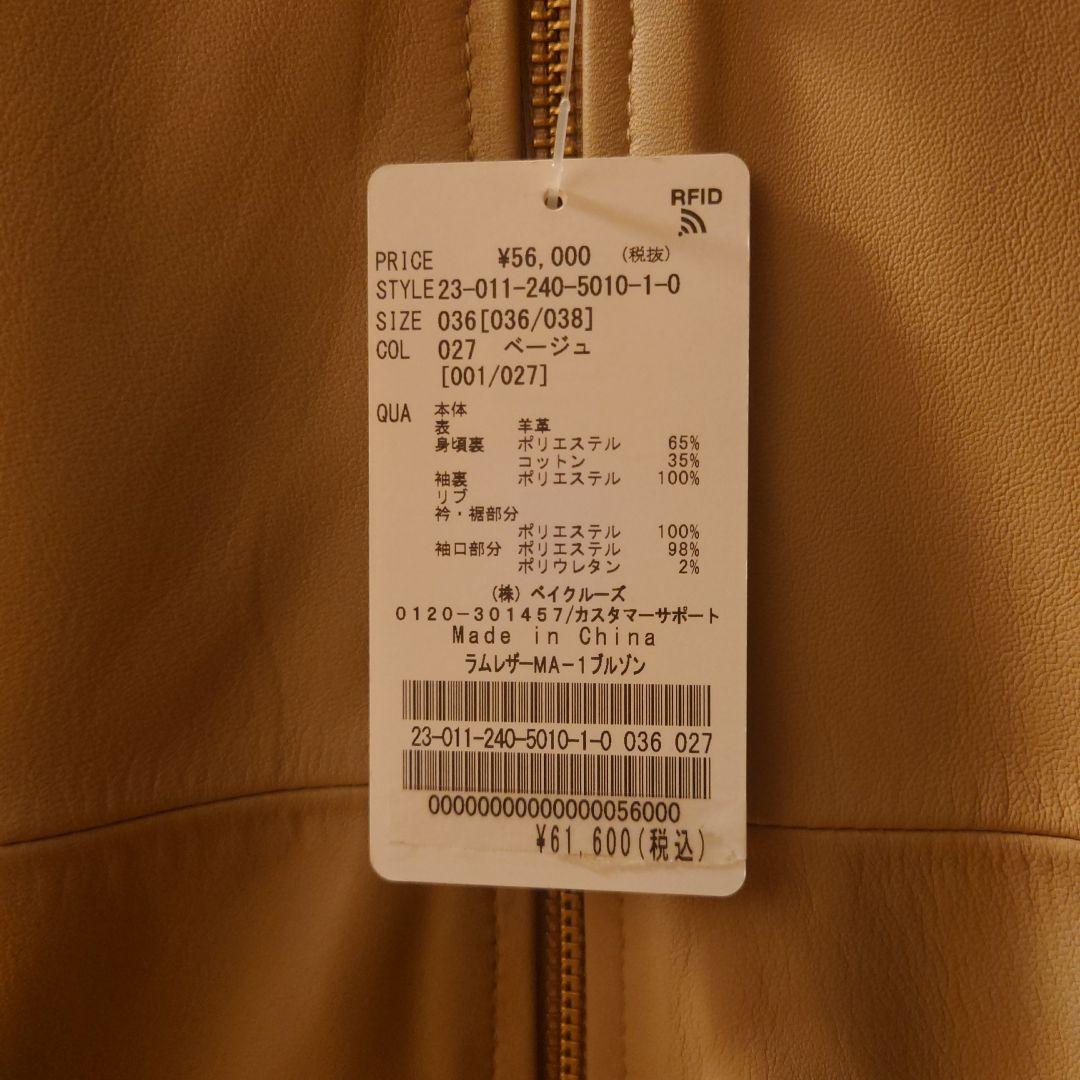 RFID
PRICE ¥56,000 (税抜)
STYLE 23-011-240-5010-1-0
SIZE 036[036/038]
COL 027 ベージュ
[001/027]
QUA 本体
表 羊革
身頃裏 ポリエステル 65%
コットン 35%
袖裏 ポリエステル 100%
リブ
衿・裾部分
ポリエステル 100%
袖口部分 ポリエステル 98%
ポリウレタン 2%
(株) ベイクルーズ
0120-301457/カスタマーサポート
Made in China
ラムレザーMA-1ブルゾン
23-011-240-5010-1-0 036 027
00000000000000056000
¥61,600(税込)